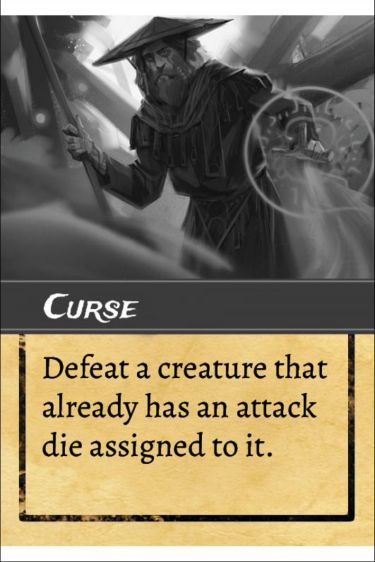 Curse
Defeat a creature that
already has an attack
die assigned to it.